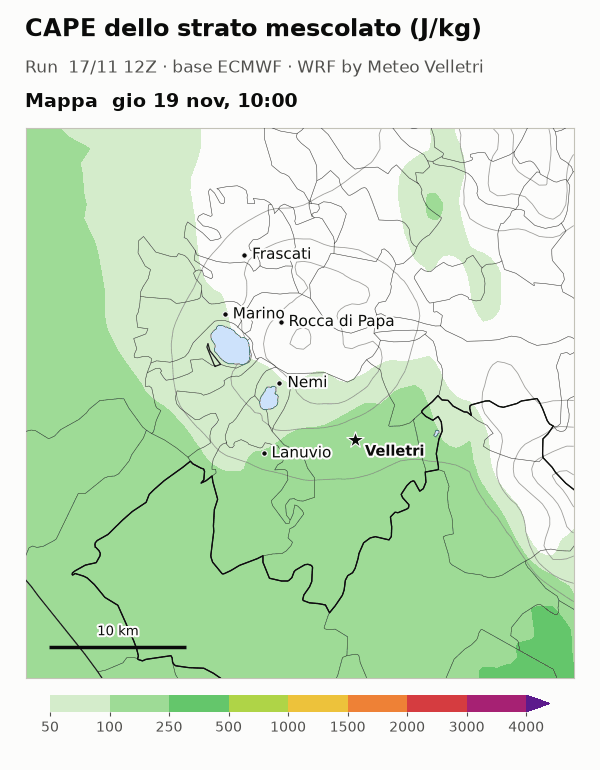 CAPE dello strato mescolato (J/kg)
Run  17/11 12Z · base ECMWF · WRF by Meteo Velletri
Mappa  gio 19 nov, 10:00
Frascati
Marino
Rocca di Papa
Nemi
Velletri
Lanuvio
10 km
50 100 250 500 1000 1500 2000 3000 4000